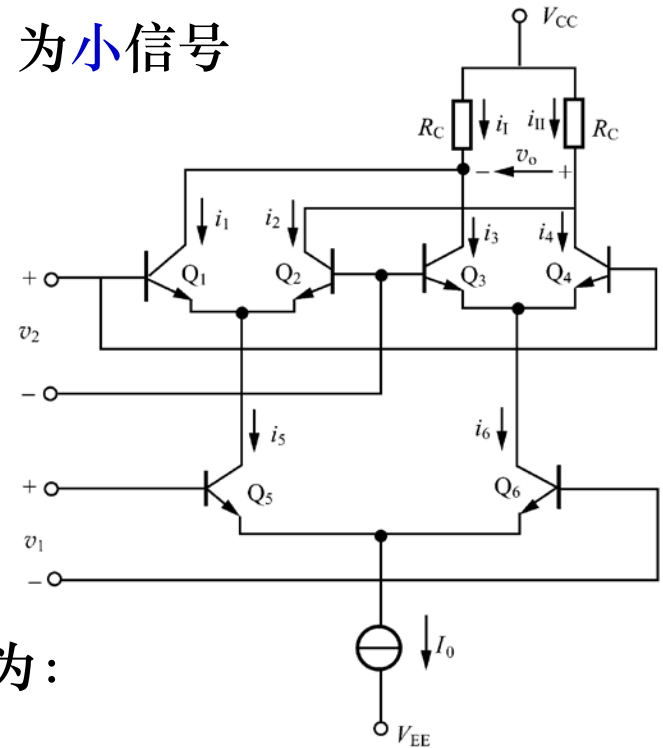 为小信号
V_CC
R_C i_I i_II R_C
- v_o +
i_1 i_2 i_3 i_4
+ Q_1 Q_2 Q_3 Q_4
v_2
-
i_5 i_6
+ Q_5 Q_6
v_1
-
I_0
为:
V_EE